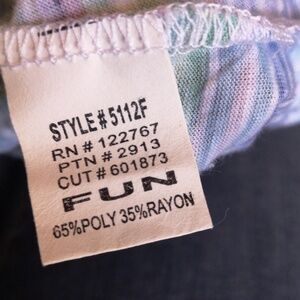 STYLE#5112F
RN#122767
PTN#2913
CUT#601873
FUN
65%POLY 35%RAYON